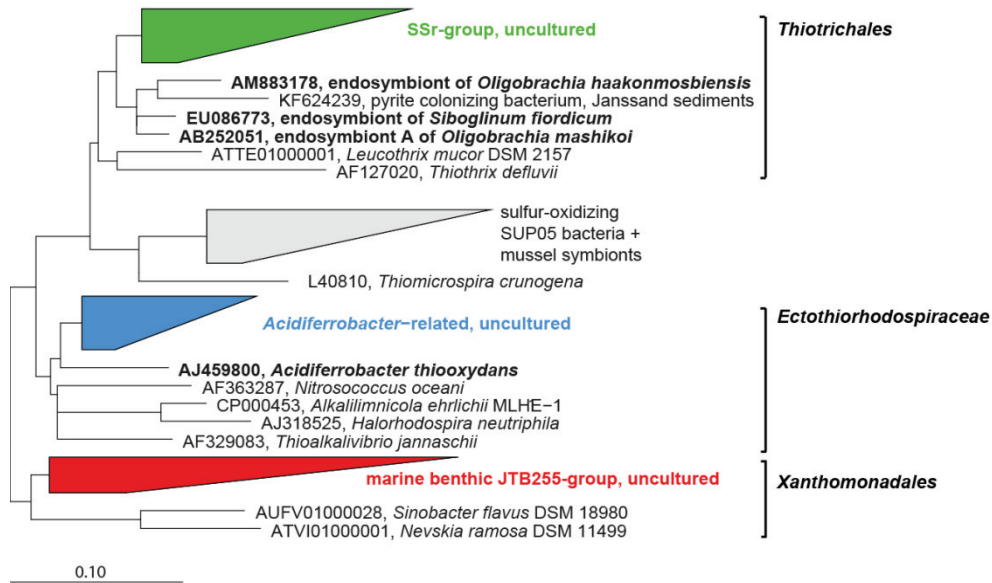 SSr-group, uncultured
Thiotrichales
AM883178, endosymbiont of Oligobrachia haakonmosbiensis
KF624239, pyrite colonizing bacterium, Janssand sediments
EU086773, endosymbiont of Siboglinum fiordicum
AB252051, endosymbiont A of Oligobrachia mashikoi
ATTE01000001, Leucothrix mucor DSM 2157
AF127020, Thiothrix defluvii
sulfur-oxidizing
SUP05 bacteria +
mussel symbionts
L40810, Thiomicrospira crunogena
Acidiferrobacter−related, uncultured
Ectothiorhodospiraceae
AJ459800, Acidiferrobacter thiooxydans
AF363287, Nitrosococcus oceani
CP000453, Alkalilimnicola ehrlichii MLHE−1
AJ318525, Halorhodospira neutriphila
AF329083, Thioalkalivibrio jannaschii
marine benthic JTB255-group, uncultured
Xanthomonadales
AUFV01000028, Sinobacter flavus DSM 18980
ATVI01000001, Nevskia ramosa DSM 11499
0.10